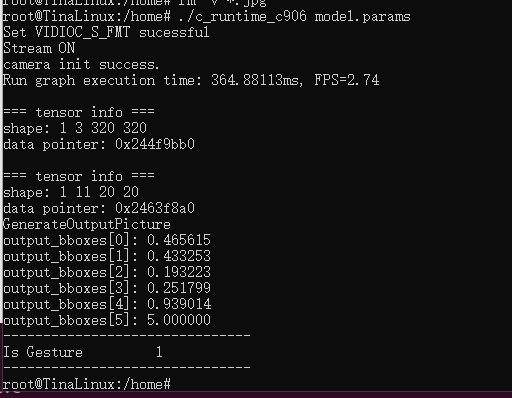 root@TinaLinux:/home# rm -v *.jpg
root@TinaLinux:/home# ./c_runtime_c906 model.params
Set VIDIOC_S_FMT sucessful
Stream ON
camera init success.
Run graph execution time: 364.88113ms, FPS=2.74
=== tensor info ===
shape: 1 3 320 320
data pointer: 0x244f9bb0
=== tensor info ===
shape: 1 11 20 20
data pointer: 0x2463f8a0
GenerateOutputPicture
output_bboxes[0]: 0.465615
output_bboxes[1]: 0.433253
output_bboxes[2]: 0.193223
output_bboxes[3]: 0.251799
output_bboxes[4]: 0.939014
output_bboxes[5]: 5.000000
-------------------------------
Is Gesture 1
-------------------------------
root@TinaLinux:/home#